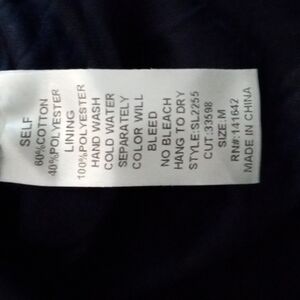 SELF
60%COTTON
40%POLYESTER
LINING
100%POLYESTER
HAND WASH
COLD WATER
SEPARATELY
COLOR WILL
BLEED
NO BLEACH
HANG TO DRY
STYLE:SL2255
CUT:33598
SIZE:M
RN#:141642
MADE IN CHINA